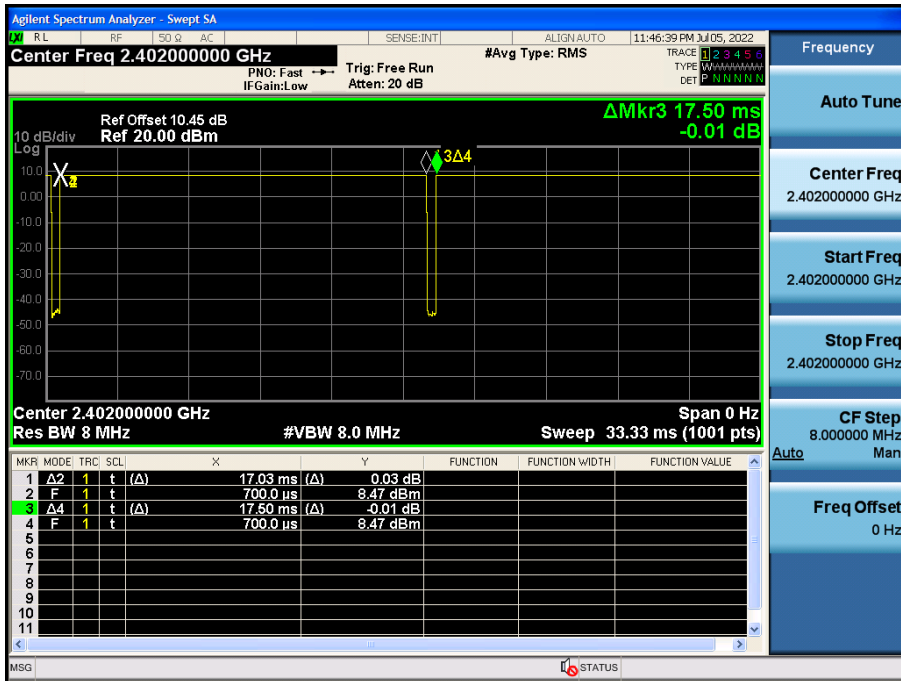 Agilent Spectrum Analyzer - Swept SA
LXI RL RF 50 Ω AC SENSE:INT ALIGN AUTO 11:46:39 PM Jul 05, 2022
Center Freq 2.402000000 GHz #Avg Type: RMS TRACE 1 2 3 4 5 6
PNO: Fast Trig: Free Run TYPE WWWWWW
IFGain:Low Atten: 20 dB DET P N N N N N
Frequency
Auto Tune
Center Freq
2.402000000 GHz
Start Freq
2.402000000 GHz
Stop Freq
2.402000000 GHz
CF Step
8.000000 MHz
Auto Man
Freq Offset
0 Hz
ΔMkr3 17.50 ms
-0.01 dB
Ref Offset 10.45 dB
10 dB/div Ref 20.00 dBm
Log
3Δ4
10.0
0.00
-10.0
-20.0
-30.0
-40.0
-50.0
-60.0
-70.0
Center 2.402000000 GHz Span 0 Hz
Res BW 8 MHz #VBW 8.0 MHz Sweep 33.33 ms (1001 pts)
MKR MODE TRC SCL X Y FUNCTION FUNCTION WIDTH FUNCTION VALUE
1 Δ2 1 t (Δ) 17.03 ms (Δ) 0.03 dB
2 F 1 t 700.0 µs 8.47 dBm
3 Δ4 1 t (Δ) 17.50 ms (Δ) -0.01 dB
4 F 1 t 700.0 µs 8.47 dBm
5
6
7
8
9
10
11
MSG STATUS